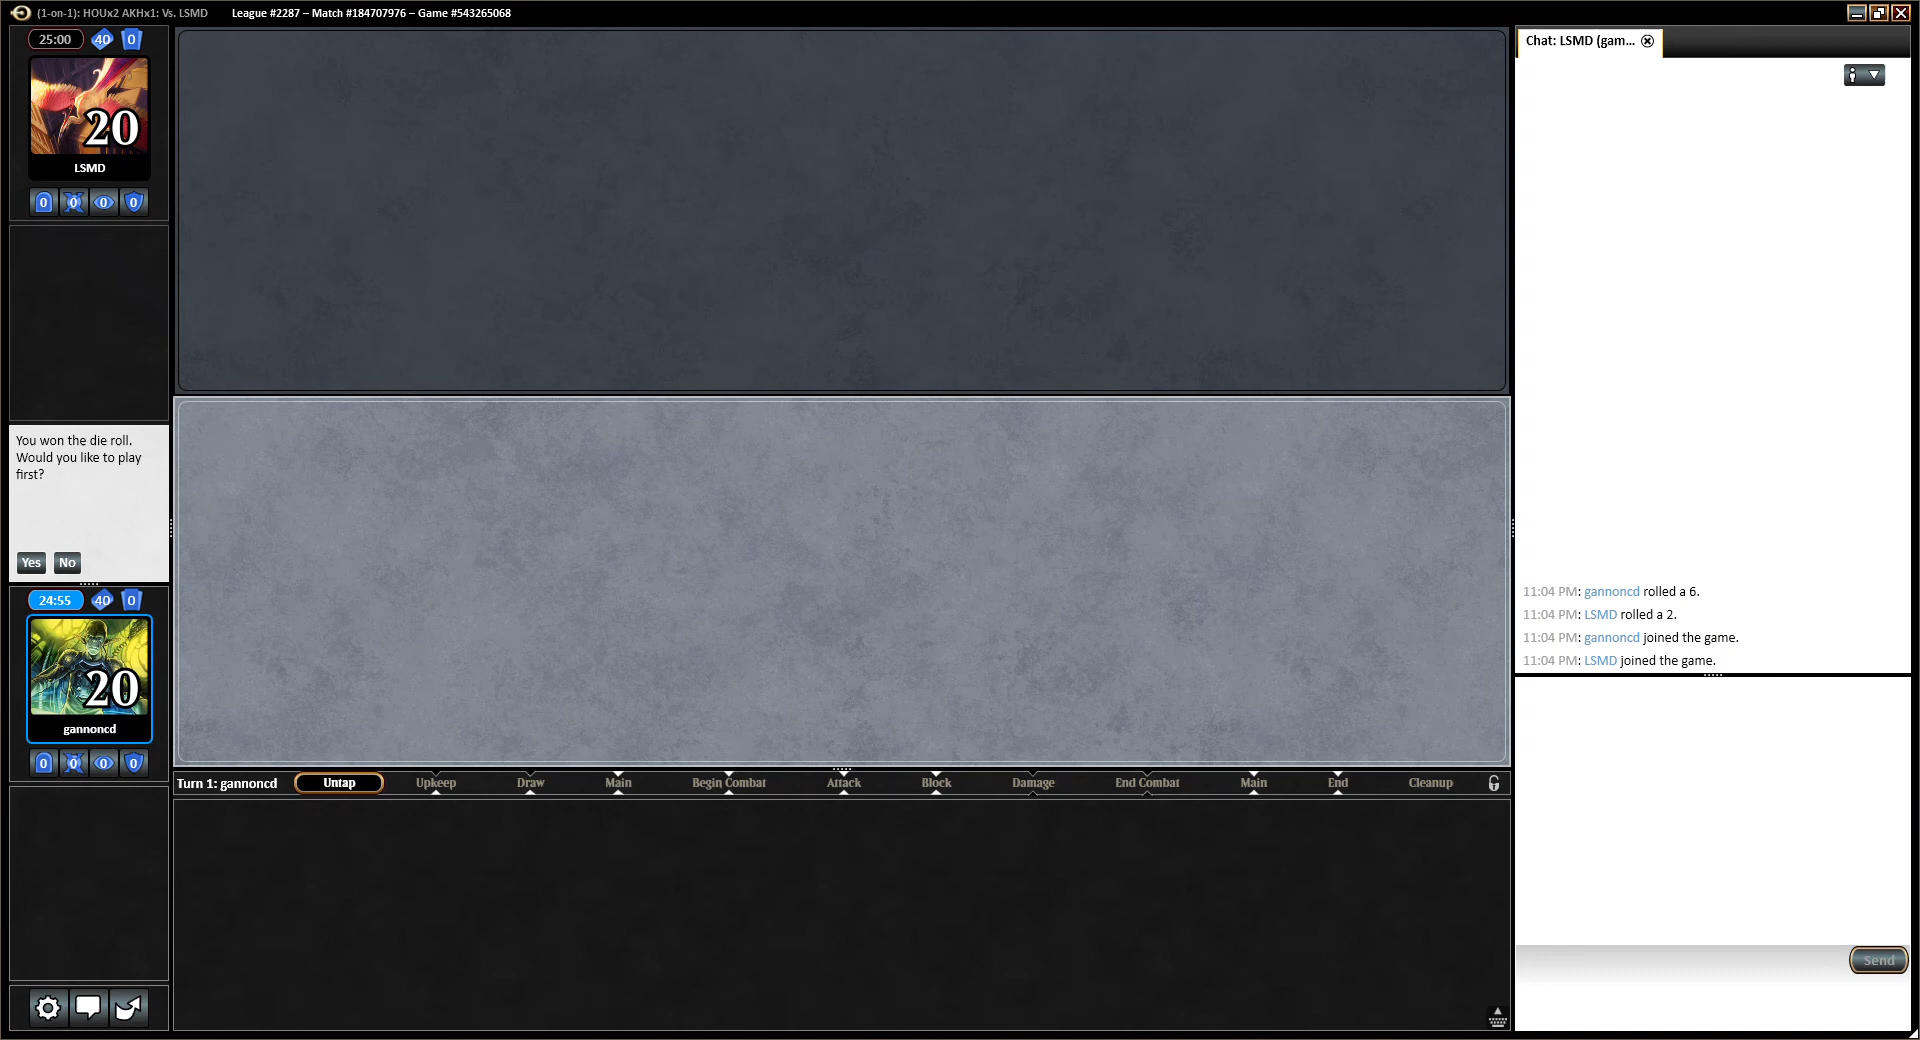 (1-on-1): HOUx2 AKHx1: Vs. LSMD League #2287 – Match #184707976 – Game #543265068
25:00 40 0
20
LSMD
0 0 0 0
You won the die roll.
Would you like to play
first?
Yes No
24:55 40 0
20
gannoncd
0 0 0 0
Turn 1: gannoncd Untap Upkeep Draw Main Begin Combat Attack Block Damage End Combat Main End Cleanup
Chat: LSMD (gam...
11:04 PM: gannoncd rolled a 6.
11:04 PM: LSMD rolled a 2.
11:04 PM: gannoncd joined the game.
11:04 PM: LSMD joined the game.
Send